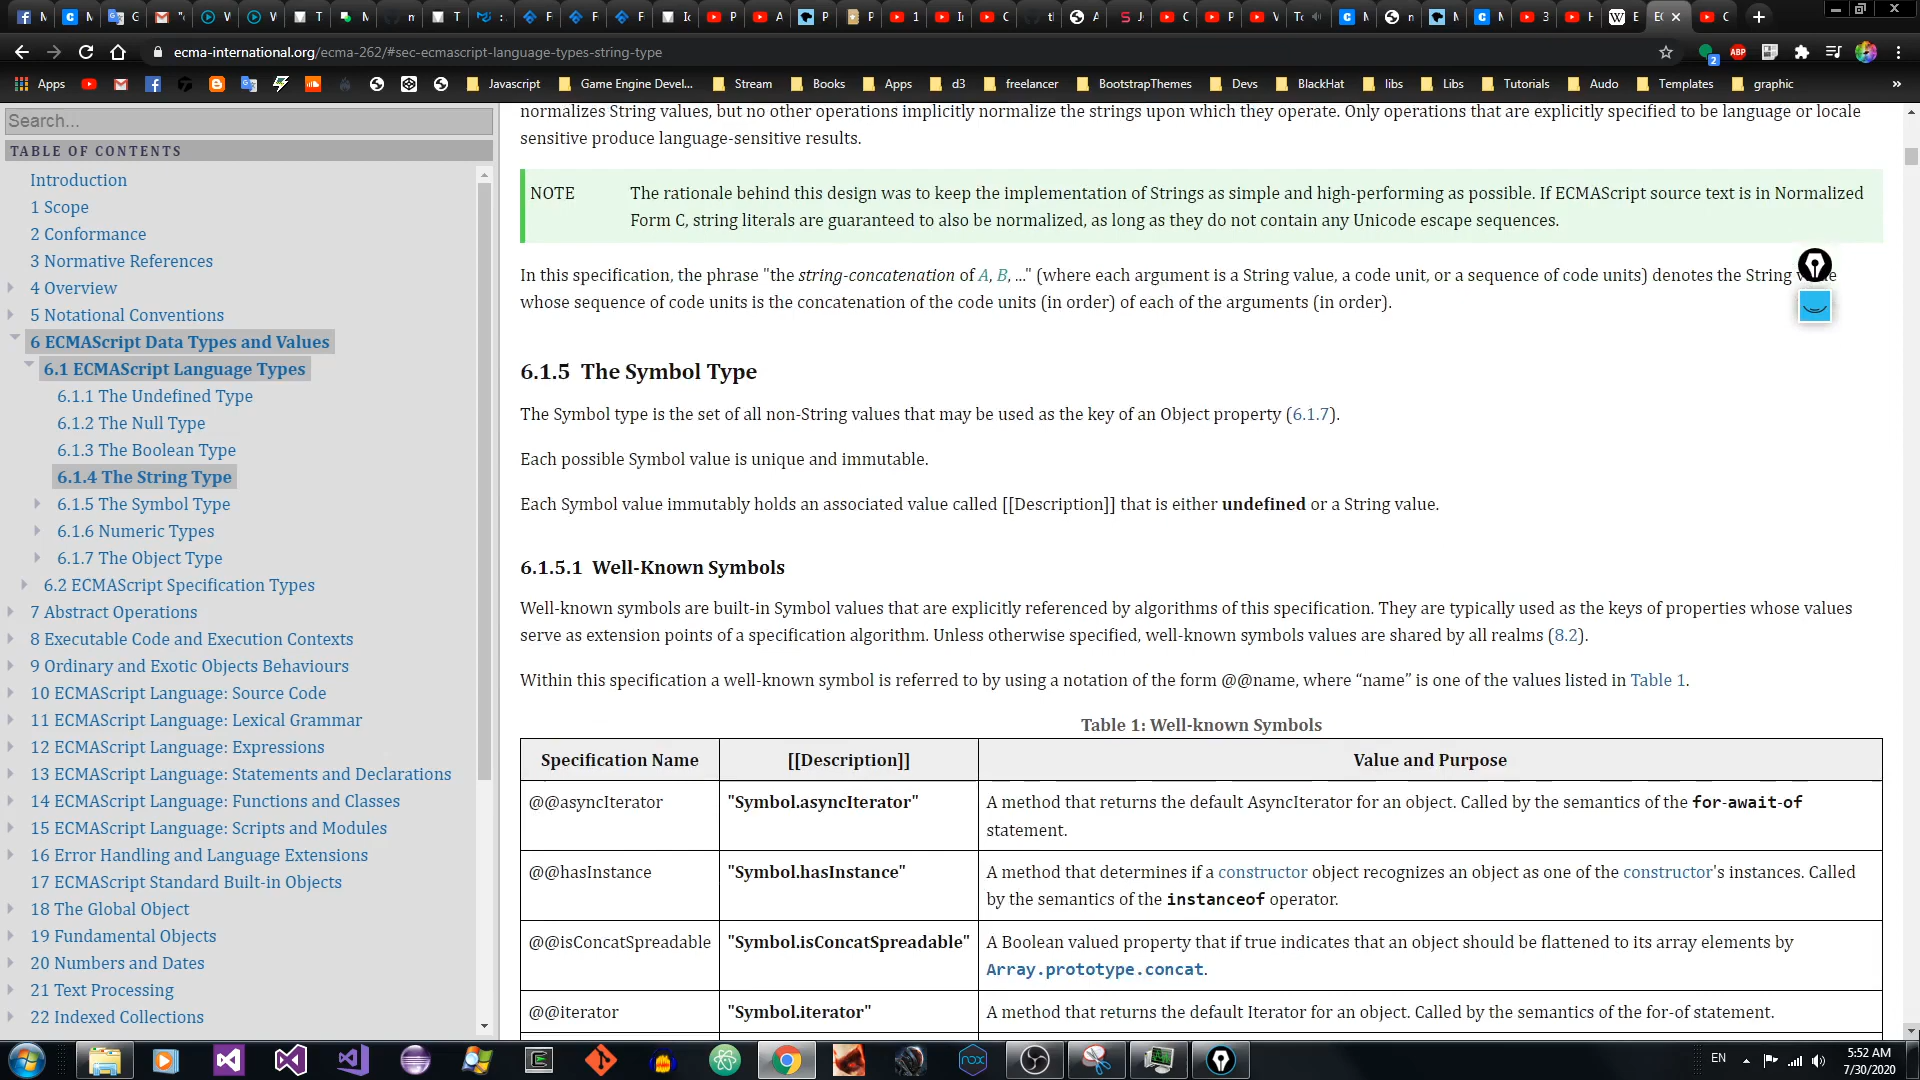 ecma-international.org/ecma-262/#sec-ecmascript-language-types-string-type
Apps
Javascript
Game Engine Devel...
Stream
Books
Apps
d3
freelancer
BootstrapThemes
Devs
BlackHat
libs
Libs
Tutorials
Audo
Templates
graphic
»
Search...
TABLE OF CONTENTS
Introduction
1 Scope
2 Conformance
3 Normative References
4 Overview
5 Notational Conventions
6 ECMAScript Data Types and Values
6.1 ECMAScript Language Types
6.1.1 The Undefined Type
6.1.2 The Null Type
6.1.3 The Boolean Type
6.1.4 The String Type
6.1.5 The Symbol Type
6.1.6 Numeric Types
6.1.7 The Object Type
6.2 ECMAScript Specification Types
7 Abstract Operations
8 Executable Code and Execution Contexts
9 Ordinary and Exotic Objects Behaviours
10 ECMAScript Language: Source Code
11 ECMAScript Language: Lexical Grammar
12 ECMAScript Language: Expressions
13 ECMAScript Language: Statements and Declarations
14 ECMAScript Language: Functions and Classes
15 ECMAScript Language: Scripts and Modules
16 Error Handling and Language Extensions
17 ECMAScript Standard Built-in Objects
18 The Global Object
19 Fundamental Objects
20 Numbers and Dates
21 Text Processing
22 Indexed Collections
normalizes String values, but no other operations implicitly normalize the strings upon which they operate. Only operations that are explicitly specified to be language or locale
sensitive produce language-sensitive results.
NOTE The rationale behind this design was to keep the implementation of Strings as simple and high-performing as possible. If ECMAScript source text is in Normalized
Form C, string literals are guaranteed to also be normalized, as long as they do not contain any Unicode escape sequences.
In this specification, the phrase "the string-concatenation of A, B, ..." (where each argument is a String value, a code unit, or a sequence of code units) denotes the String
whose sequence of code units is the concatenation of the code units (in order) of each of the arguments (in order).
6.1.5 The Symbol Type
The Symbol type is the set of all non-String values that may be used as the key of an Object property (6.1.7).
Each possible Symbol value is unique and immutable.
Each Symbol value immutably holds an associated value called [[Description]] that is either undefined or a String value.
6.1.5.1 Well-Known Symbols
Well-known symbols are built-in Symbol values that are explicitly referenced by algorithms of this specification. They are typically used as the keys of properties whose values
serve as extension points of a specification algorithm. Unless otherwise specified, well-known symbols values are shared by all realms (8.2).
Within this specification a well-known symbol is referred to by using a notation of the form @@name, where “name” is one of the values listed in Table 1.
Table 1: Well-known Symbols
Specification Name [[Description]] Value and Purpose
@@asyncIterator "Symbol.asyncIterator" A method that returns the default AsyncIterator for an object. Called by the semantics of the for-await-of
statement.
@@hasInstance "Symbol.hasInstance" A method that determines if a constructor object recognizes an object as one of the constructor's instances. Called
by the semantics of the instanceof operator.
@@isConcatSpreadable "Symbol.isConcatSpreadable" A Boolean valued property that if true indicates that an object should be flattened to its array elements by
Array.prototype.concat.
@@iterator "Symbol.iterator" A method that returns the default Iterator for an object. Called by the semantics of the for-of statement.
EN
5:52 AM
7/30/2020